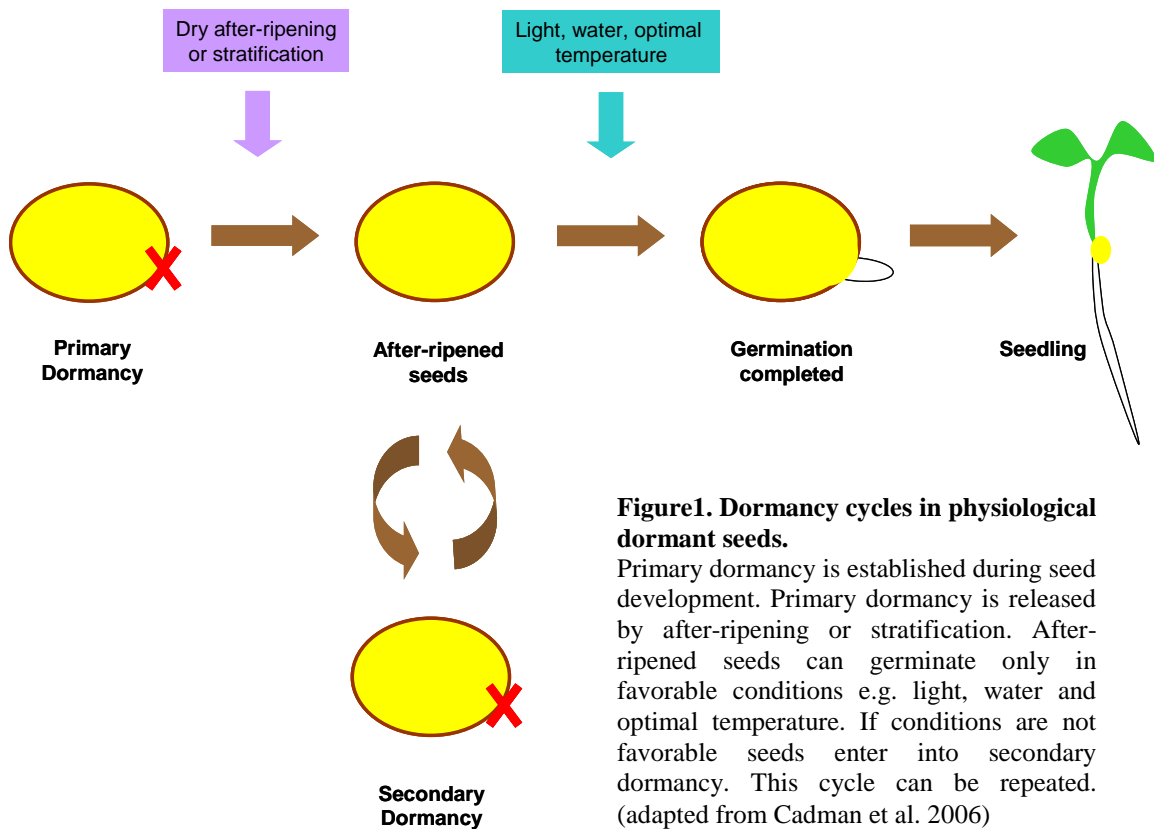 Dry after-ripening
or stratification
Light, water, optimal
temperature
Primary
Dormancy
After-ripened
seeds
Germination
completed
Seedling
Secondary
Dormancy
Figure1. Dormancy cycles in physiological
dormant seeds.
Primary dormancy is established during seed
development. Primary dormancy is released
by after-ripening or stratification. After-
ripened seeds can germinate only in
favorable conditions e.g. light, water and
optimal temperature. If conditions are not
favorable seeds enter into secondary
dormancy. This cycle can be repeated.
(adapted from Cadman et al. 2006)